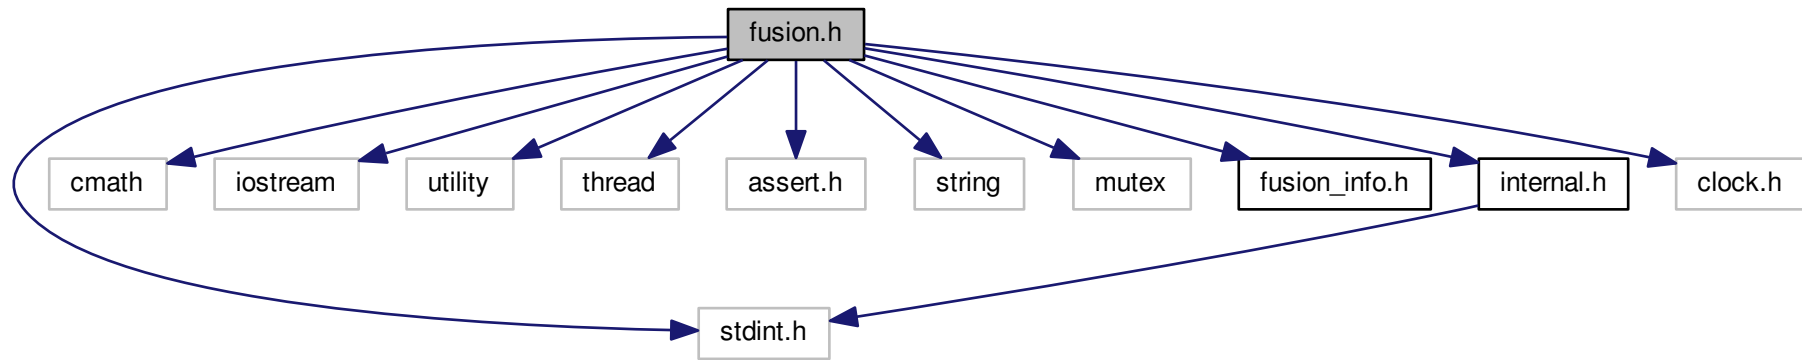 fusion.h
cmath
iostream
utility
thread
assert.h
string
mutex
fusion_info.h
internal.h
clock.h
stdint.h